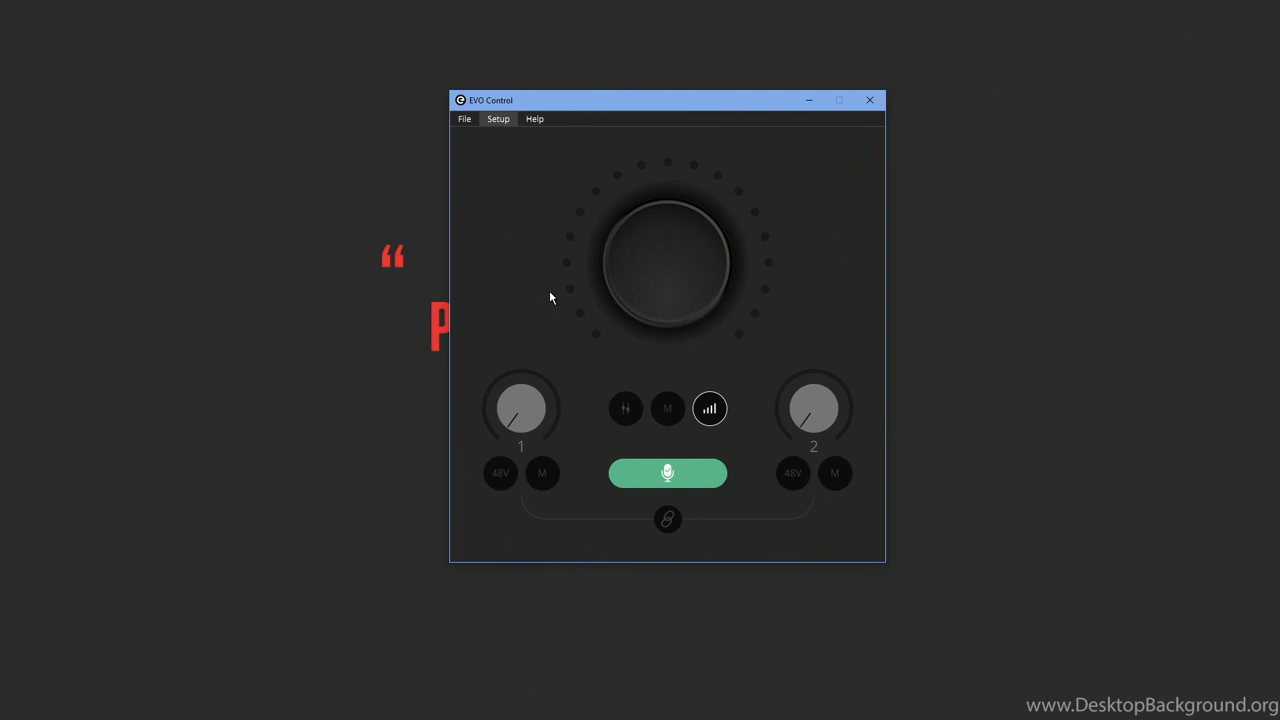 EVO Control
File Setup Help
“
P
M
1
2
48V M
48V M
www.DesktopBackground.org